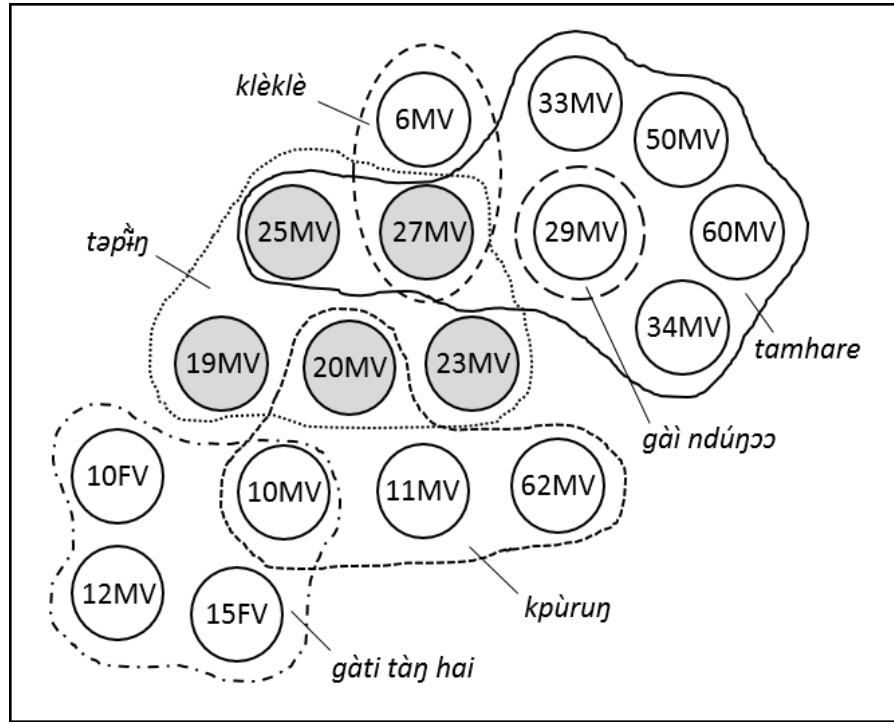 klèklè
6MV
33MV
50MV
təpɨ̃̀ŋ
25MV
27MV
29MV
60MV
34MV
tamhare
19MV
20MV
23MV
gàì ndúŋɔɔ
10FV
10MV
11MV
62MV
12MV
15FV
kpùruŋ
gàti tàŋ hai